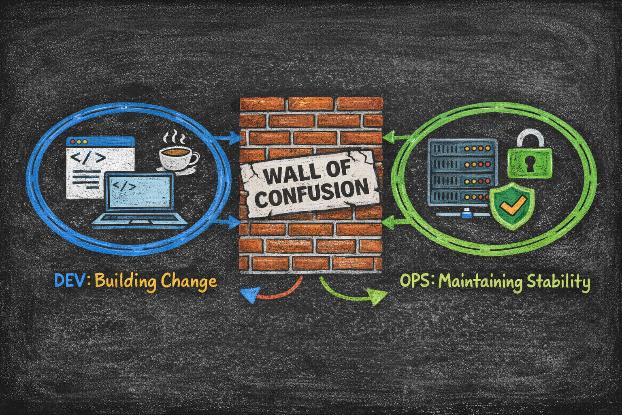 </>
</>
WALL OF
CONFUSION
DEV: Building Change
OPS: Maintaining Stability